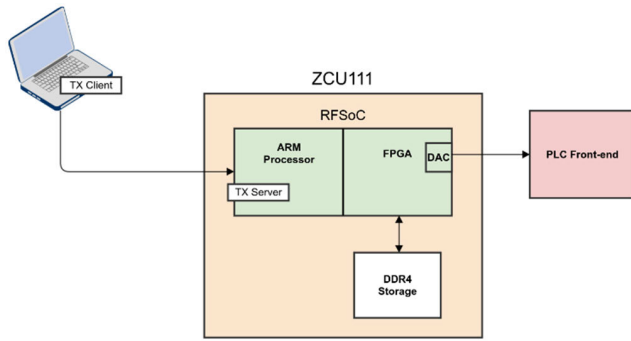 ZCU111
TX Client
RFSoC
ARM
Processor
FPGA
DAC
PLC Front-end
TX Server
DDR4
Storage